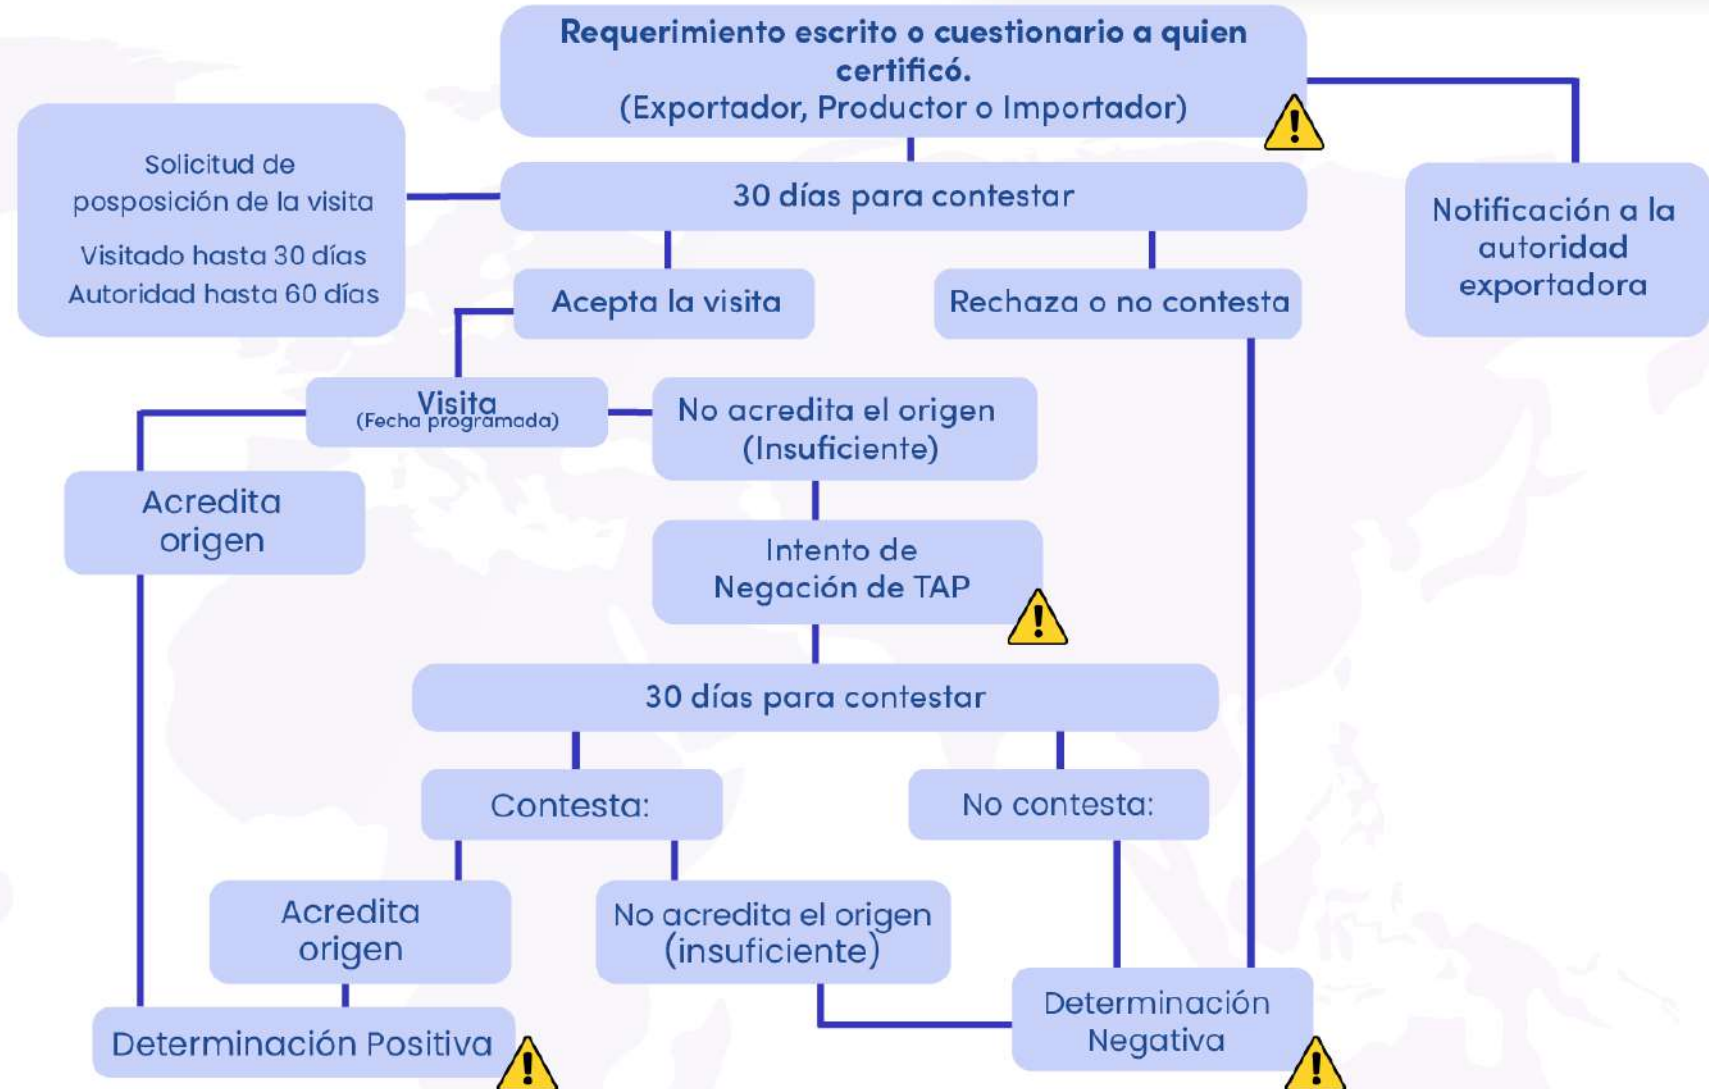 Requerimiento escrito o cuestionario a quien
certificó.
(Exportador, Productor o Importador)
Solicitud de
posposición de la visita
Visitado hasta 30 días
Autoridad hasta 60 días
30 días para contestar
Notificación a la
autoridad
exportadora
Acepta la visita
Rechaza o no contesta
Visita
(Fecha programada)
No acredita el origen
(Insuficiente)
Acredita
origen
Intento de
Negación de TAP
30 días para contestar
Contesta:
No contesta:
Acredita
origen
No acredita el origen
(insuficiente)
Determinación Positiva
Determinación
Negativa